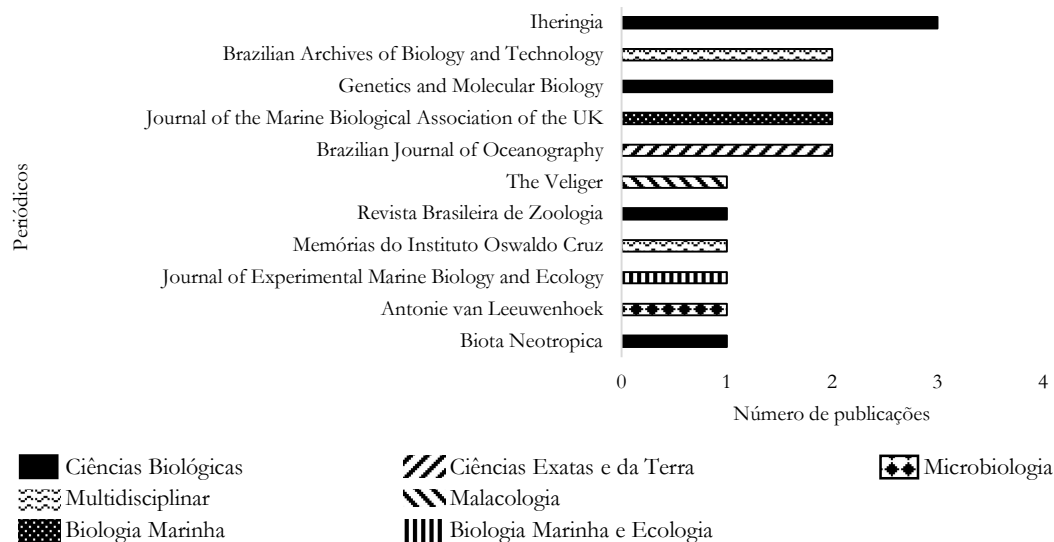 Iheringia
Brazilian Archives of Biology and Technology
Genetics and Molecular Biology
Journal of the Marine Biological Association of the UK
Brazilian Journal of Oceanography
The Veliger
Revista Brasileira de Zoologia
Memórias do Instituto Oswaldo Cruz
Journal of Experimental Marine Biology and Ecology
Antonie van Leeuwenhoek
Biota Neotropica
Periódicos
0 1 2 3 4
Número de publicações
Ciências Biológicas Ciências Exatas e da Terra Microbiologia
Multidisciplinar Malacologia
Biologia Marinha Biologia Marinha e Ecologia